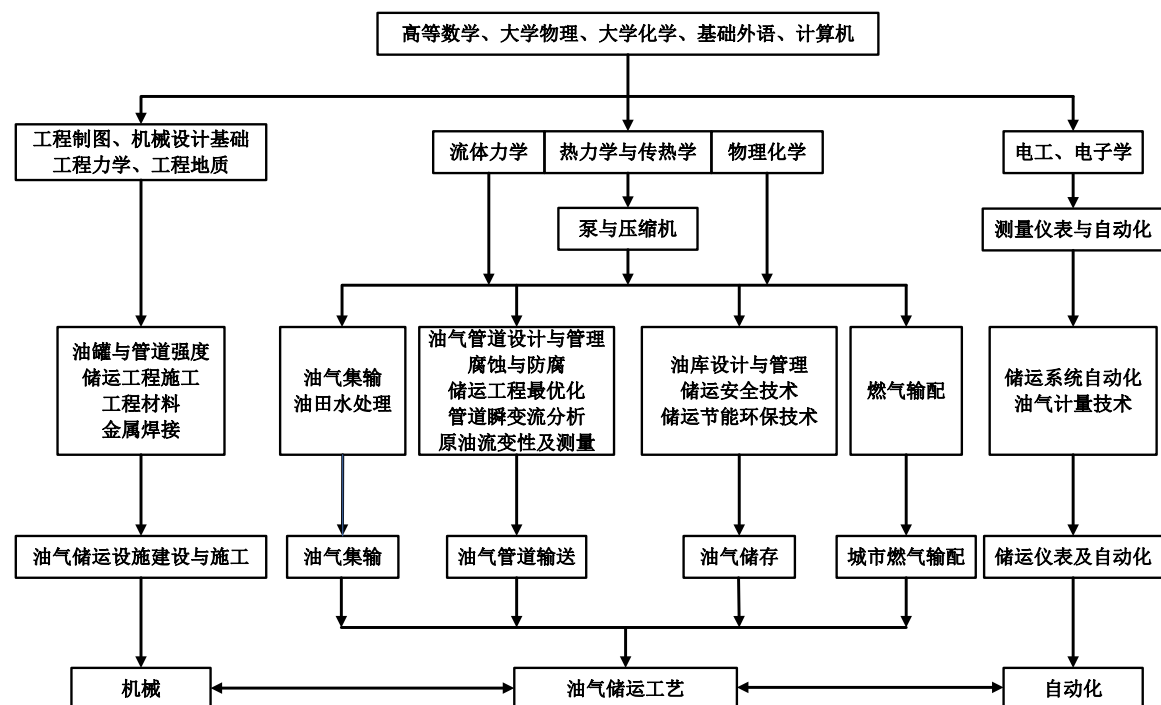 高等数学、大学物理、大学化学、基础外语、计算机
工程制图、机械设计基础
工程力学、工程地质
流体力学
热力学与传热学
物理化学
电工、电子学
泵与压缩机
测量仪表与自动化
油罐与管道强度
储运工程施工
工程材料
金属焊接
油气集输
油田水处理
油气管道设计与管理
腐蚀与防腐
储运工程最优化
管道瞬变流分析
原油流变性及测量
油库设计与管理
储运安全技术
储运节能环保技术
燃气输配
储运系统自动化
油气计量技术
油气储运设施建设与施工
油气集输
油气管道输送
油气储存
城市燃气输配
储运仪表及自动化
机械
油气储运工艺
自动化